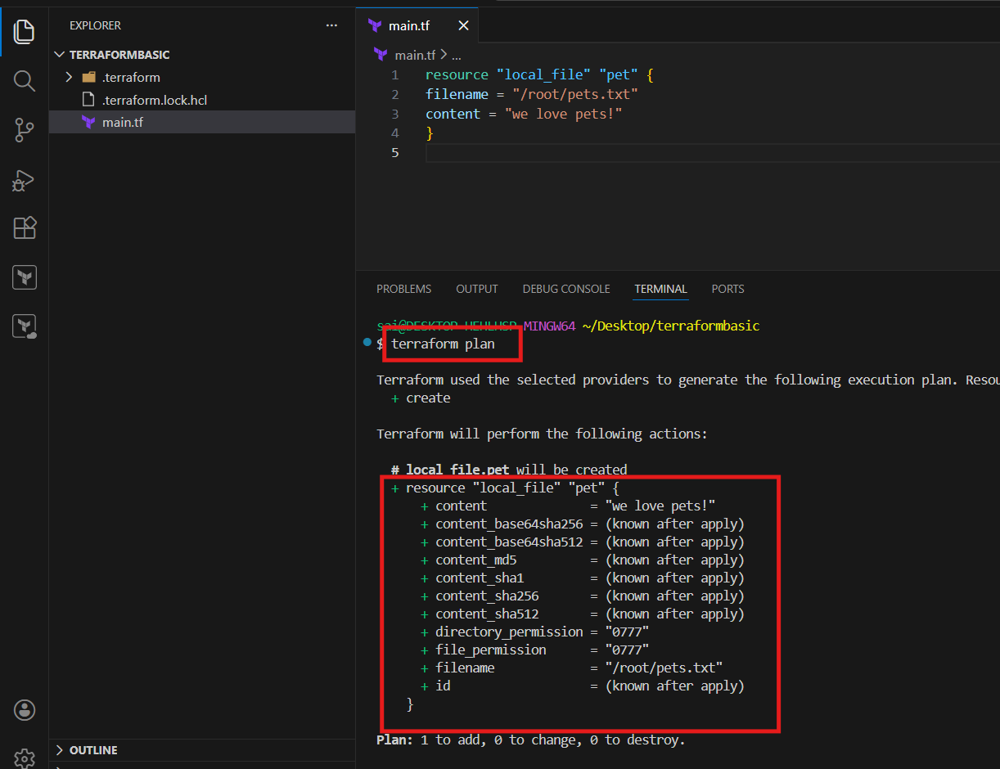 EXPLORER
TERRAFORMBASIC
.terraform
.terraform.lock.hcl
main.tf
OUTLINE
main.tf
main.tf > ...
1 resource "local_file" "pet" {
2 filename = "/root/pets.txt"
3 content = "we love pets!"
4 }
5
PROBLEMS OUTPUT DEBUG CONSOLE TERMINAL PORTS
MINGW64 ~/Desktop/terraformbasic
$ terraform plan
Terraform used the selected providers to generate the following execution plan. Resou
+ create
Terraform will perform the following actions:
# local_file.pet will be created
+ resource "local_file" "pet" {
+ content = "we love pets!"
+ content_base64sha256 = (known after apply)
+ content_base64sha512 = (known after apply)
+ content_md5 = (known after apply)
+ content_sha1 = (known after apply)
+ content_sha256 = (known after apply)
+ content_sha512 = (known after apply)
+ directory_permission = "0777"
+ file_permission = "0777"
+ filename = "/root/pets.txt"
+ id = (known after apply)
}
Plan: 1 to add, 0 to change, 0 to destroy.